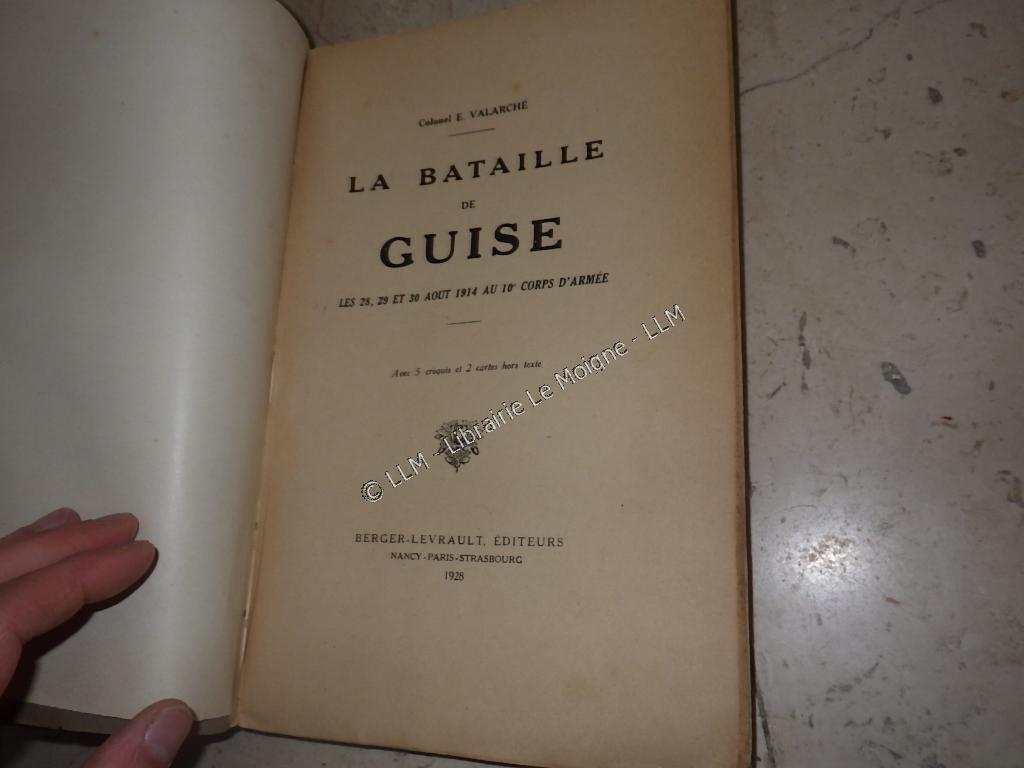 Colonel E. VALARCHÉ
LA BATAILLE
DE
GUISE
LES 28, 29 ET 30 AOUT 1914 AU 10e CORPS D'ARMÉE
Avec 5 croquis et 2 cartes hors texte
© LLM - Librairie Le Moigne - LLM
BERGER-LEVRAULT, ÉDITEURS
NANCY-PARIS-STRASBOURG
1928